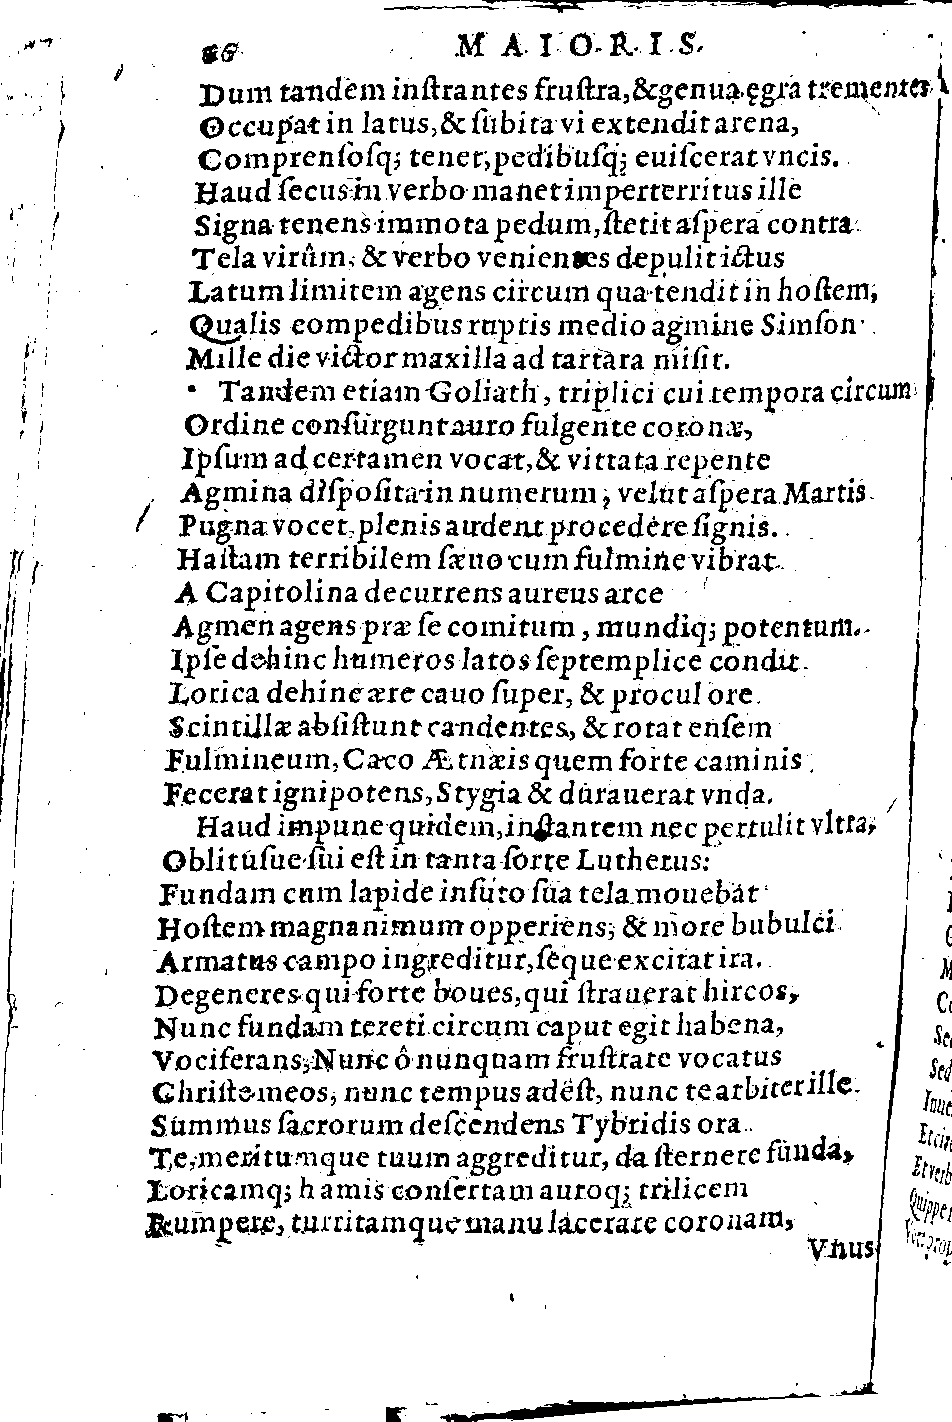 86 MAIORIS.
Dum tandem instrantes frustra, & genua ęgra trementes
Occupat in latus, & subita vi extendit arena,
Comprensosq; tenet, pedibusq; euiscerat vncis.
Haud secus in verbo manet imperterritus ille
Signa tenens immota pedum, stetit aspera contra
Tela virûm, & verbo venientes depulit ictus
Latum limitem agens circum qua tendit in hostem,
Qualis compedibus ruptis medio agmine Simson
Mille die victor maxilla ad tartara misit.
Tandem etiam Goliath, triplici cui tempora circum
Ordine consurgunt auro fulgente coronæ,
Ipsum ad certamen vocat, & vittata repente
Agmina disposita in numerum, velut aspera Martis
Pugna vocet, plenis audent procedere signis.
Hastam terribilem sæuo cum fulmine vibrat
A Capitolina decurrens aureus arce
Agmen agens præ se comitum, mundiq; potentum.
Ipse dehinc humeros latos septemplice condit
Lorica dehinc ære cauo super, & procul ore
Scintillæ absistunt candentes, & rotat ensem
Fulmineum, Caco Ætnæis quem forte caminis
Fecerat ignipotens, Stygia & durauerat vnda.
Haud impune quidem, instantem nec pertulit vltra,
Oblitusue sui est in tanta sorte Lutherus:
Fundam cum lapide insuto sua tela mouebat
Hostem magnanimum opperiens, & more bubulci
Armatus campo ingreditur, seque excitat ira.
Degeneres qui forte boues, qui strauerat hircos,
Nunc fundam tereti circum caput egit habena,
Vociferans, Nunc ô nunquam frustrate vocatus
Christe meos, nunc tempus adest, nunc te arbiter ille
Summus sacrorum descendens Tybridis ora
Te, meritumque tuum aggreditur, da sternere funda,
Loricamq; hamis consertam auroq; trilicem
Rumpere, turritamque manu lacerare coronam,
Vnus